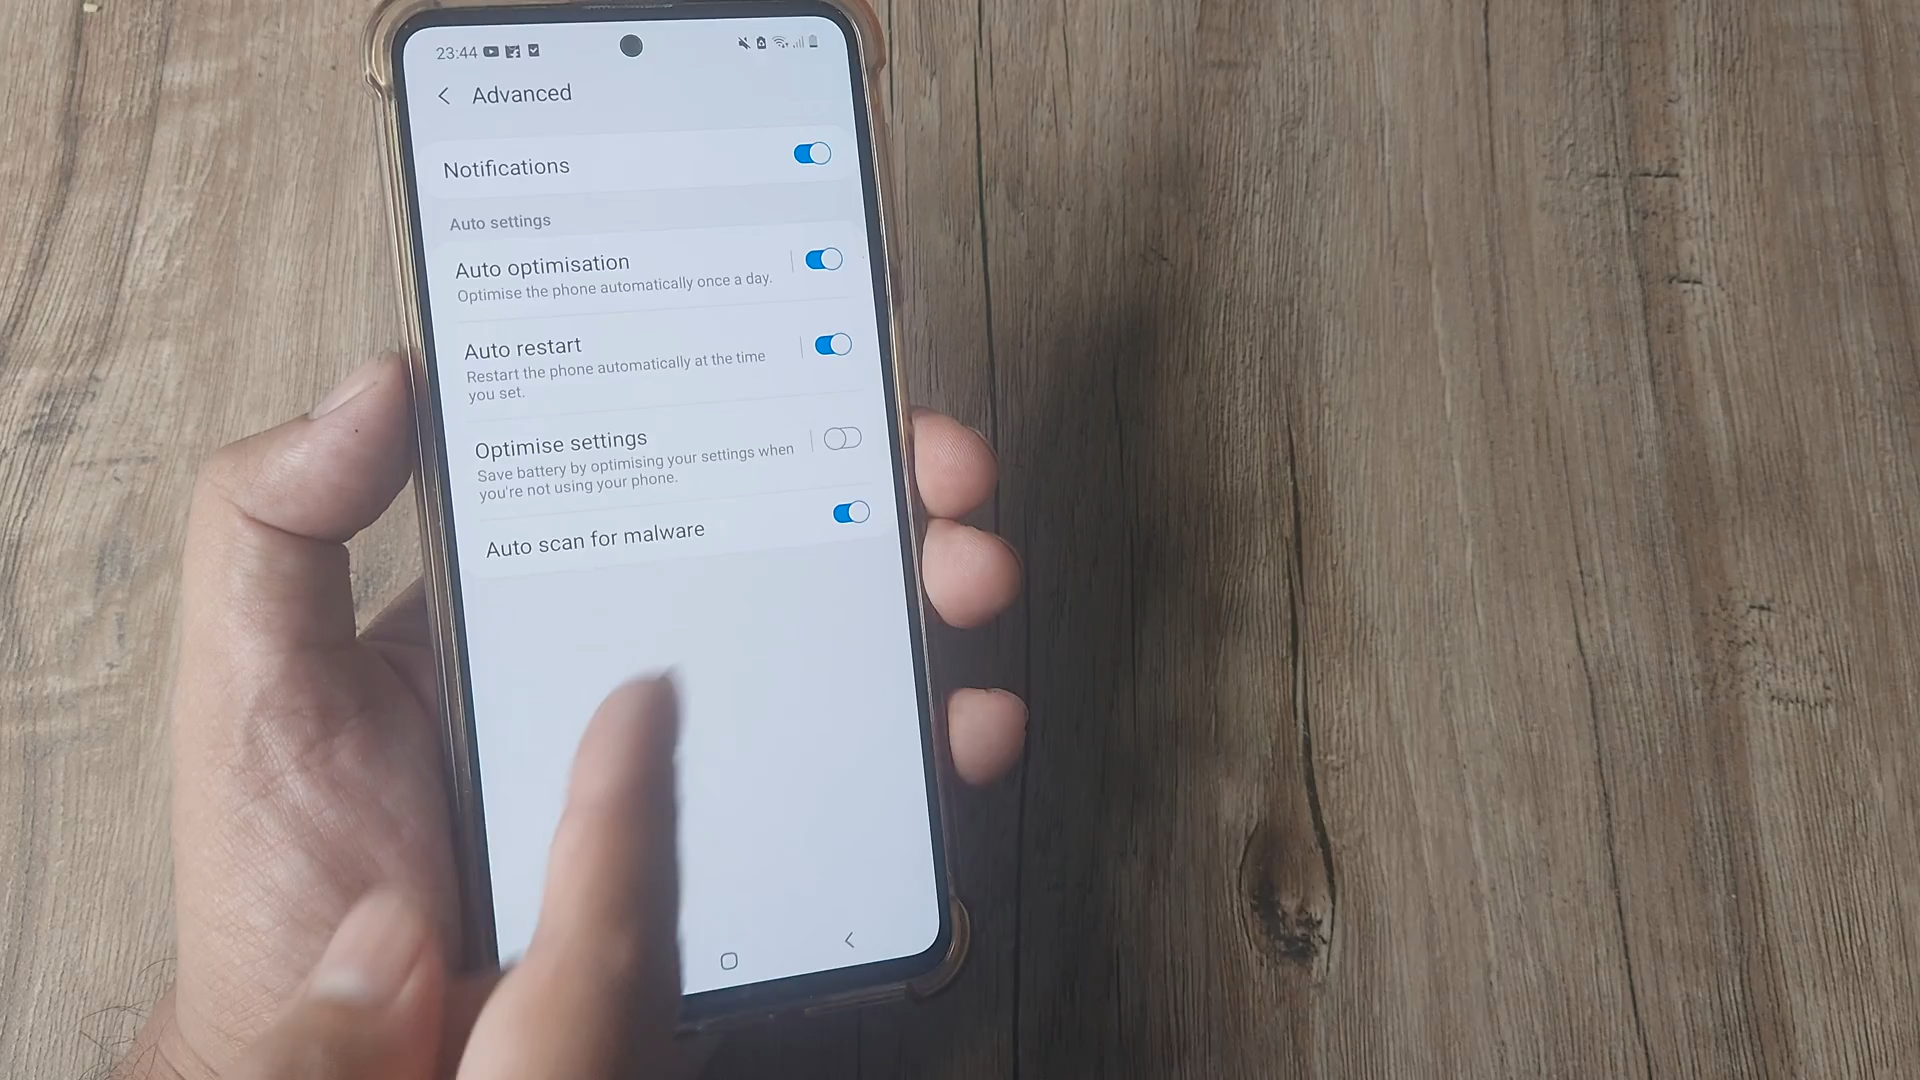 23:44
Advanced
Notifications
Auto settings
Auto optimisation
Optimise the phone automatically once a day.
Auto restart
Restart the phone automatically at the time
you set.
Optimise settings
Save battery by optimising your settings when
you're not using your phone.
Auto scan for malware